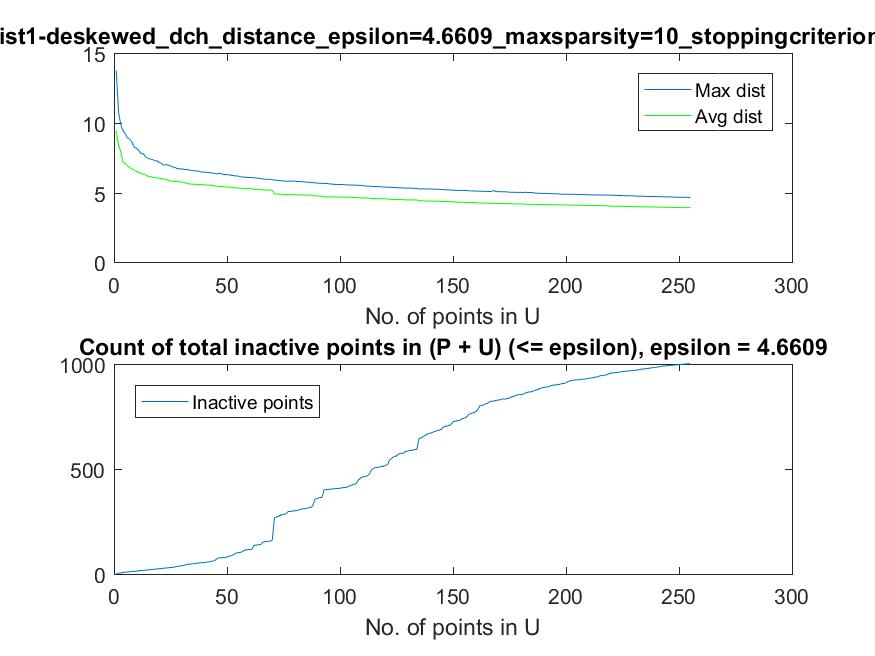 ist1-deskewed_dch_distance_epsilon=4.6609_maxsparsity=10_stoppingcriterion
15
10
5
0
Max dist
Avg dist
0 50 100 150 200 250 300
No. of points in U
Count of total inactive points in (P + U) (<= epsilon), epsilon = 4.6609
1000
500
0
Inactive points
0 50 100 150 200 250 300
No. of points in U